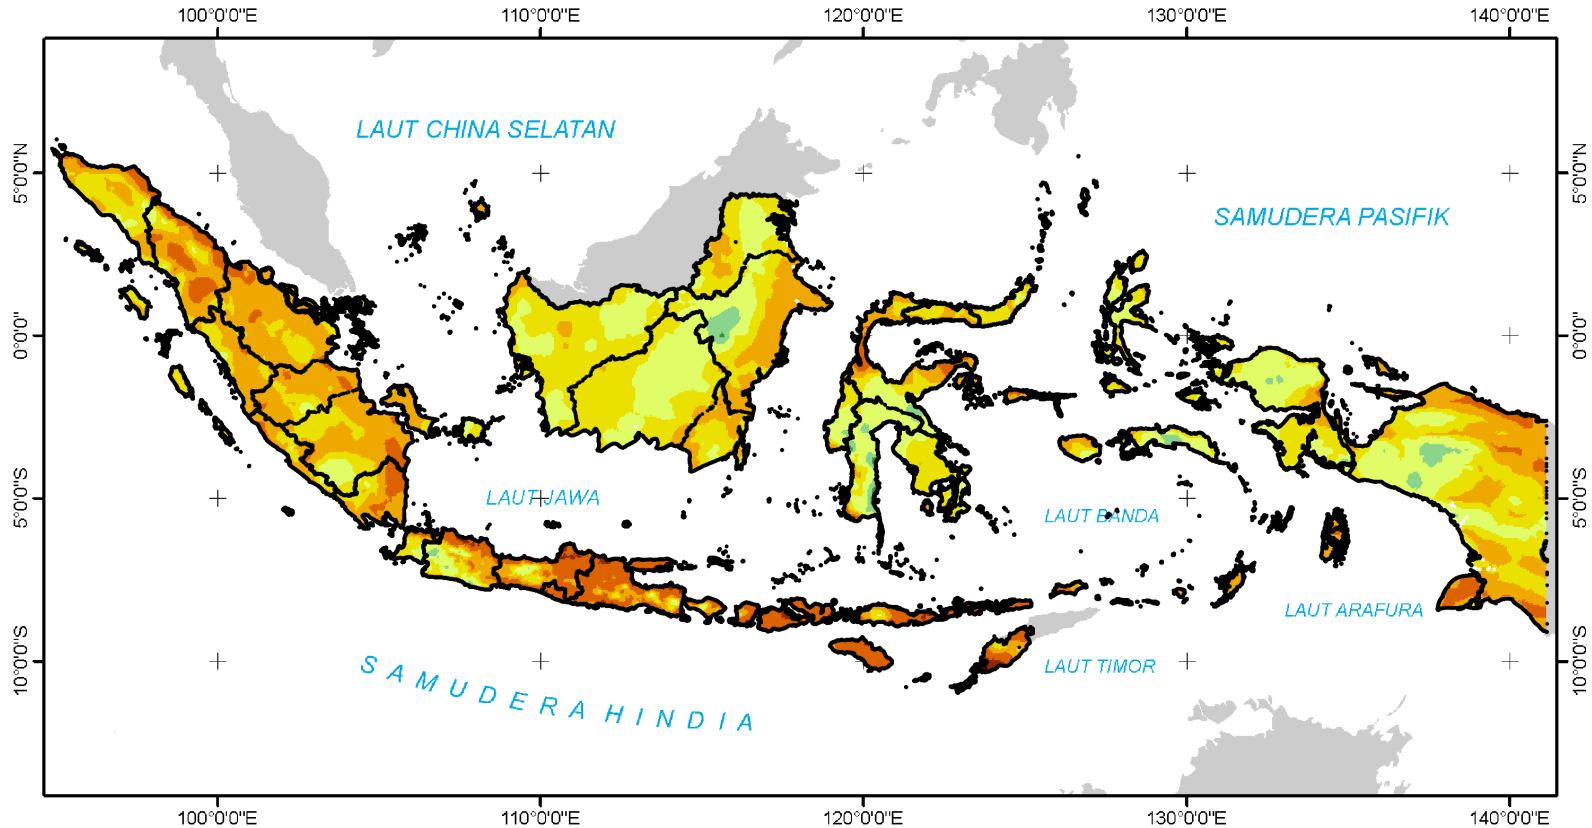 100°0'0"E 110°0'0"E 120°0'0"E 130°0'0"E 140°0'0"E
5°0'0"N 5°0'0"N
LAUT CHINA SELATAN
SAMUDERA PASIFIK
0°0'0" 0°0'0"
5°0'0"S 5°0'0"S
LAUT JAWA
LAUT BANDA
LAUT ARAFURA
10°0'0"S 10°0'0"S
LAUT TIMOR
SAMUDERA HINDIA
100°0'0"E 110°0'0"E 120°0'0"E 130°0'0"E 140°0'0"E